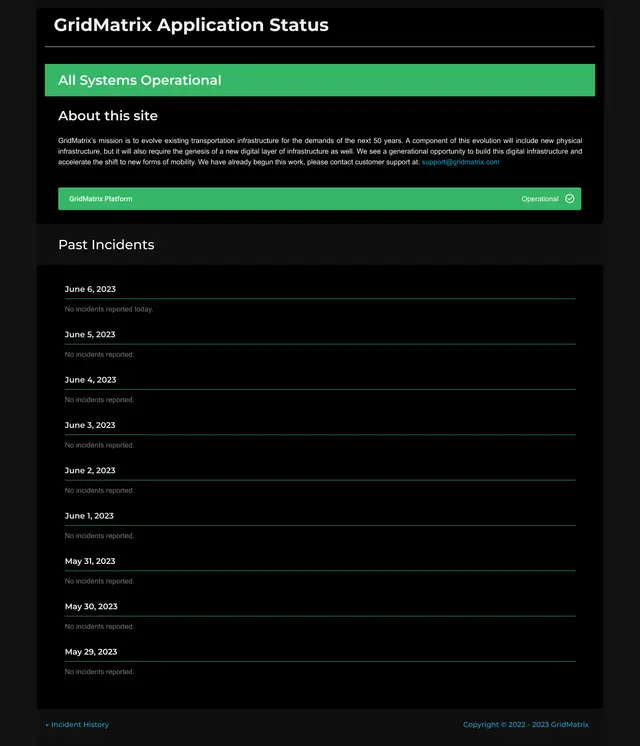 GridMatrix Application Status
All Systems Operational
About this site
GridMatrix's mission is to evolve existing transportation infrastructure for the demands of the next 50 years. A component of this evolution will include new physical
infrastructure, but it will also require the genesis of a new digital layer of infrastructure as well. We see a generational opportunity to build this digital infrastructure and
accelerate the shift to new forms of mobility. We have already begun this work, please contact customer support at: support@gridmatrix.com
GridMatrix Platform Operational
Past Incidents
June 6, 2023
No incidents reported today.
June 5, 2023
No incidents reported.
June 4, 2023
No incidents reported.
June 3, 2023
No incidents reported.
June 2, 2023
No incidents reported.
June 1, 2023
No incidents reported.
May 31, 2023
No incidents reported.
May 30, 2023
No incidents reported.
May 29, 2023
No incidents reported.
← Incident History Copyright © 2022 - 2023 GridMatrix